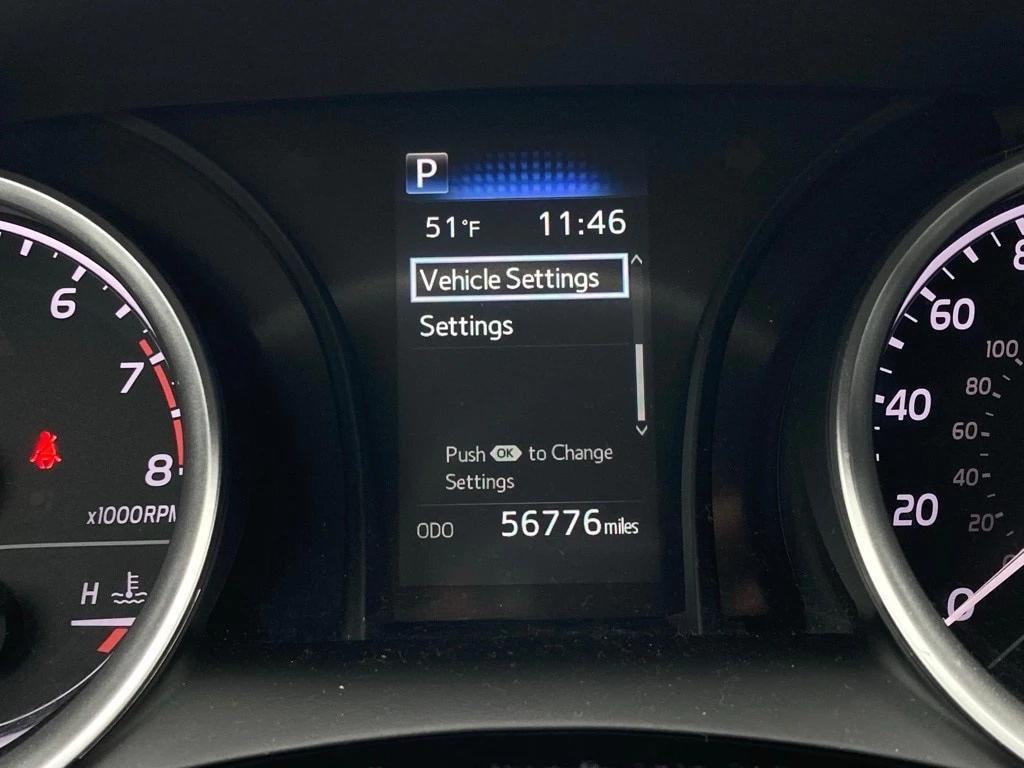 P
51°F 11:46
Vehicle Settings
Settings
Push OK to Change
Settings
ODO 56776 miles
6
7
8
x1000RPM
H
60
40
20
0
100
80
60
40
20